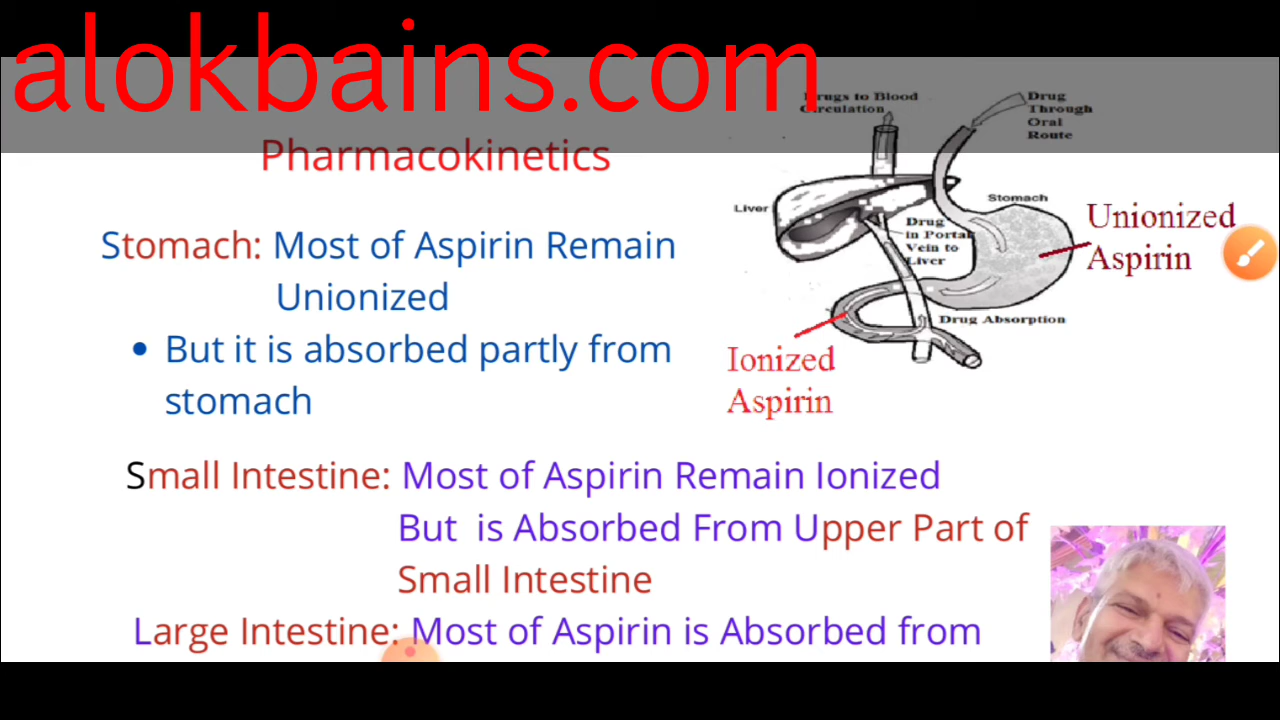 alokbains.com
Drugs to Blood
Circulation
Drug
Through
Oral
Route
Pharmacokinetics
Liver
Stomach
Drug
in Portal
Vein to
Liver
Unionized
Aspirin
Stomach: Most of Aspirin Remain
Unionized
Drug Absorption
• But it is absorbed partly from
stomach
Ionized
Aspirin
Small Intestine: Most of Aspirin Remain Ionized
But is Absorbed From Upper Part of
Small Intestine
Large Intestine: Most of Aspirin is Absorbed from